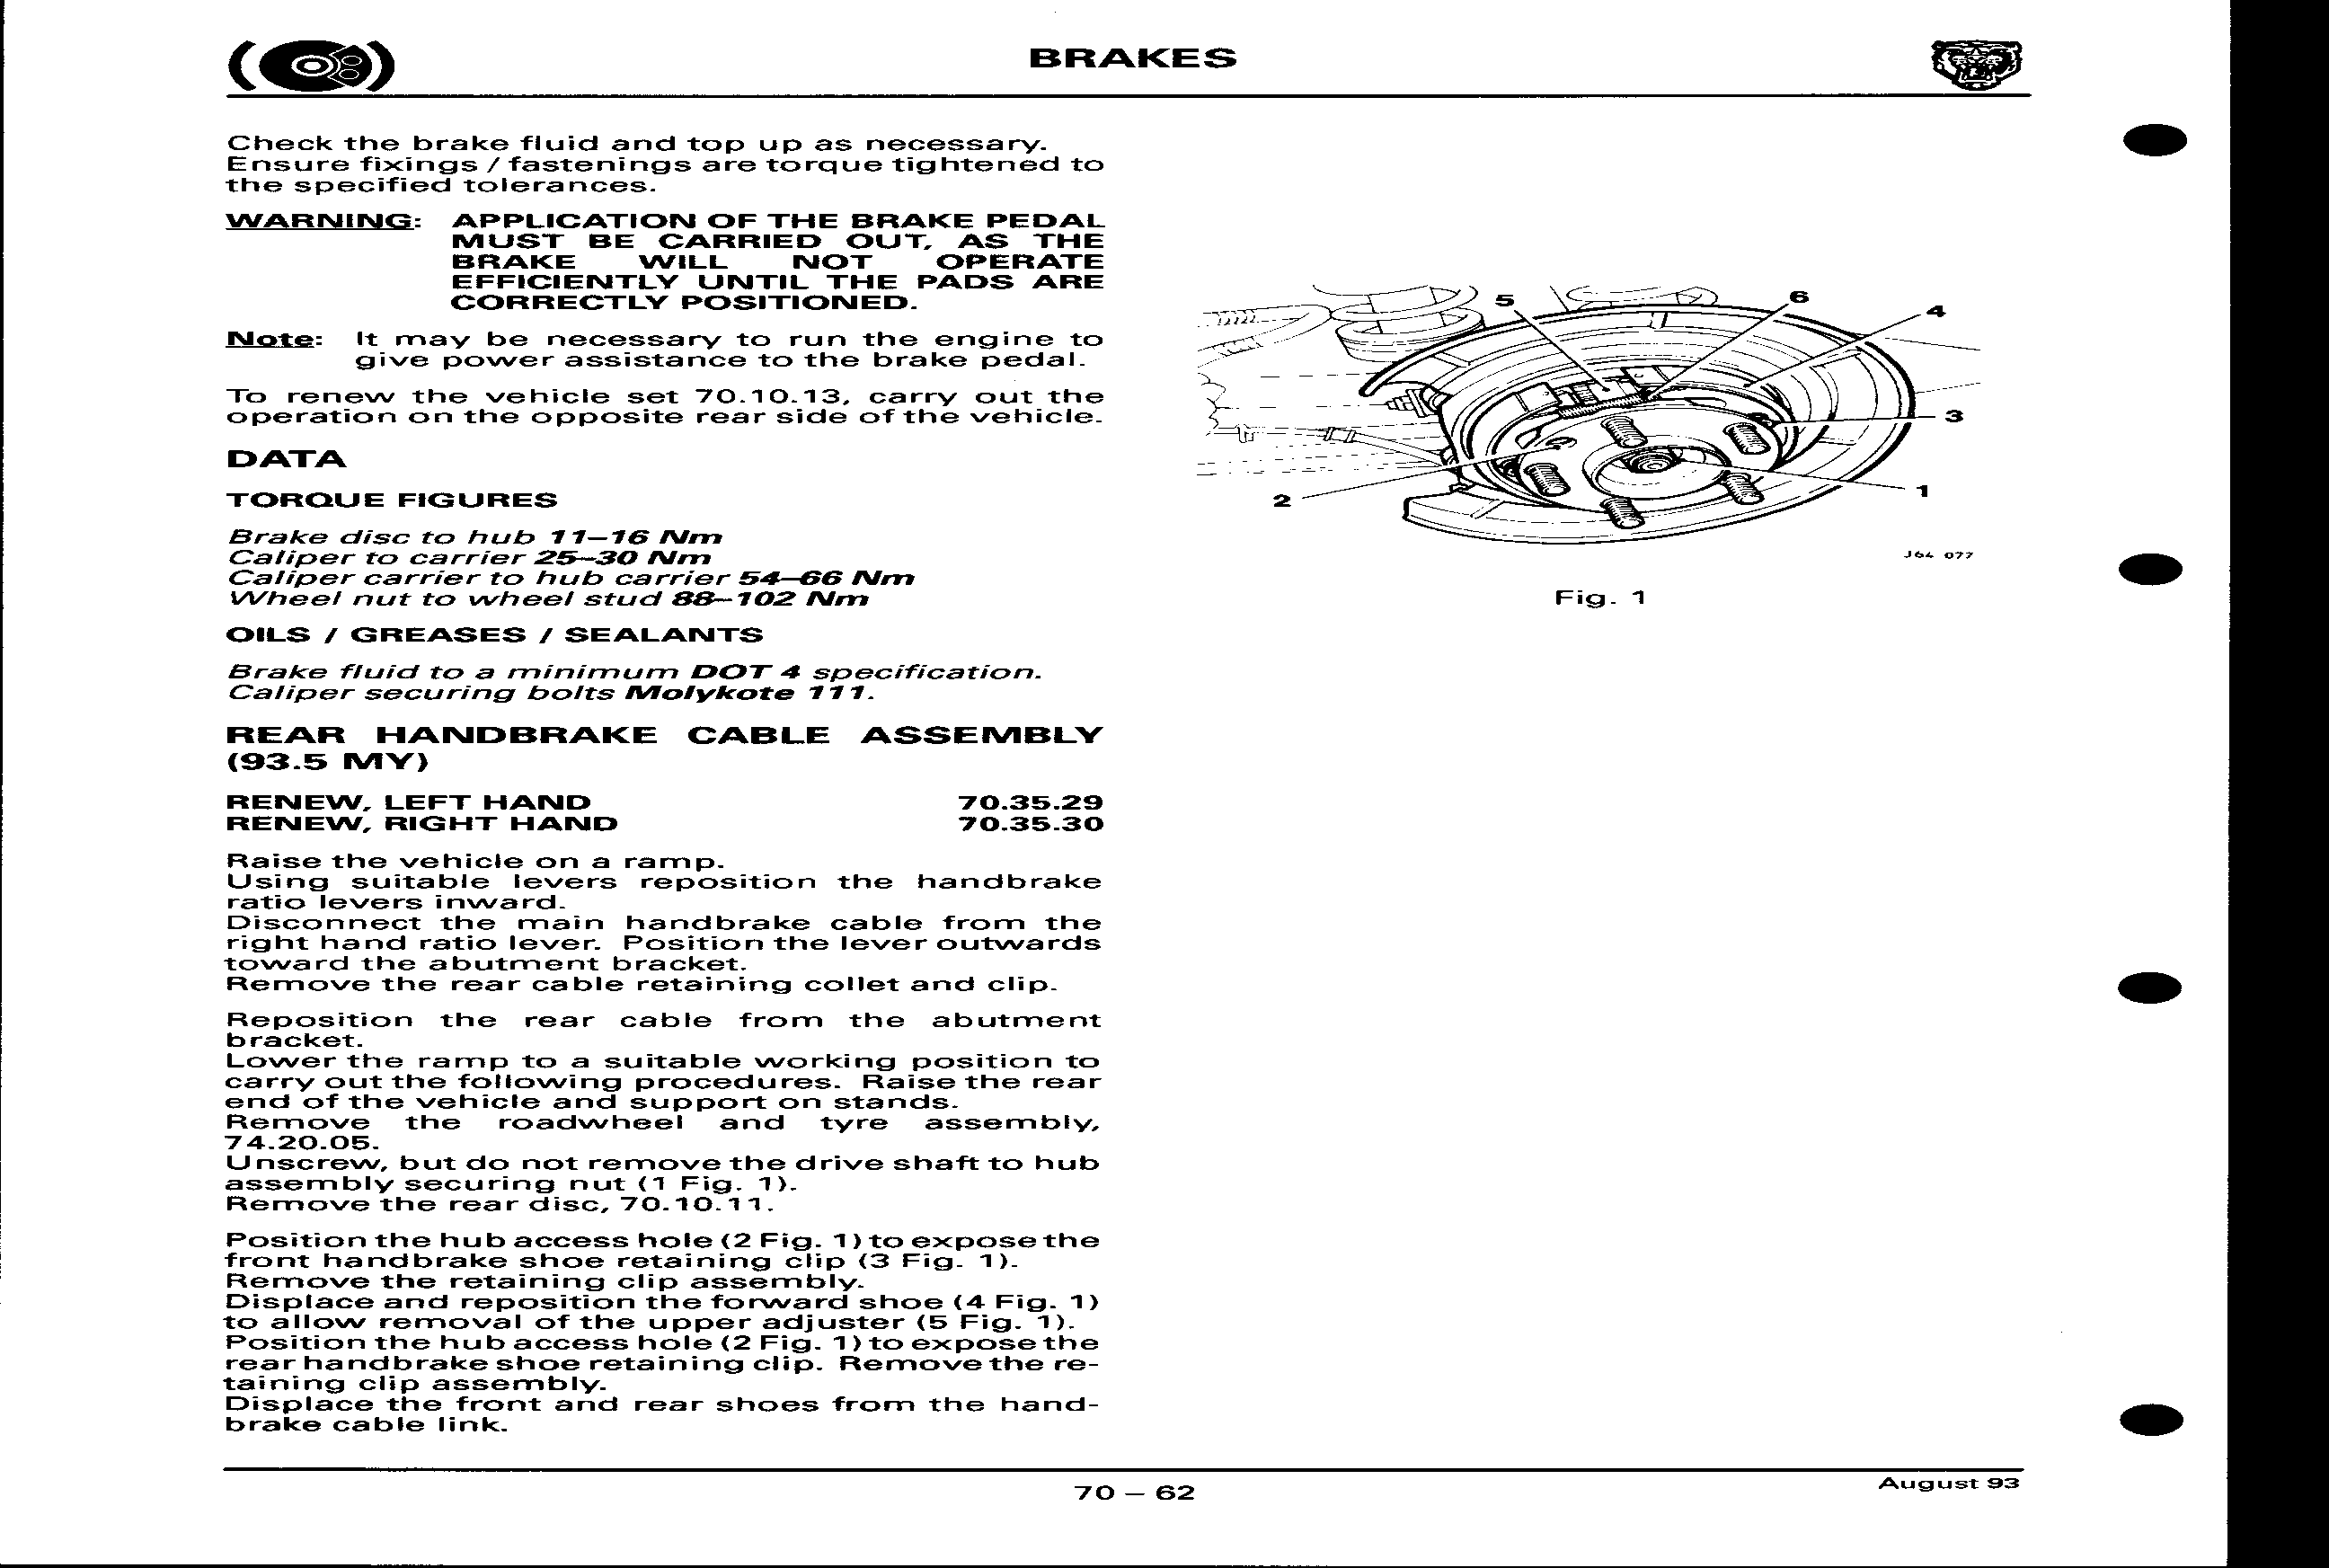 BRAKES
Check the brake fluid and top up as necessary.
Ensure fixings / fastenings are torque tightened to
the specified tolerances.
WARNING: APPLICATION OF THE BRAKE PEDAL
MUST BE CARRIED OUT, AS THE
BRAKE WILL NOT OPERATE
EFFICIENTLY UNTIL THE PADS ARE
CORRECTLY POSITIONED.
Note: It may be necessary to run the engine to
give power assistance to the brake pedal.
To renew the vehicle set 70.10.13, carry out the
operation on the opposite rear side of the vehicle.
DATA
TORQUE FIGURES
Brake disc to hub 11–16 Nm
Caliper to carrier 25–30 Nm
Caliper carrier to hub carrier 54–66 Nm
Wheel nut to wheel stud 88–102 Nm
OILS / GREASES / SEALANTS
Brake fluid to a minimum DOT 4 specification.
Caliper securing bolts Molykote 111.
REAR HANDBRAKE CABLE ASSEMBLY
(93.5 MY)
RENEW, LEFT HAND 70.35.29
RENEW, RIGHT HAND 70.35.30
Raise the vehicle on a ramp.
Using suitable levers reposition the handbrake
ratio levers inward.
Disconnect the main handbrake cable from the
right hand ratio lever. Position the lever outwards
toward the abutment bracket.
Remove the rear cable retaining collet and clip.
Reposition the rear cable from the abutment
bracket.
Lower the ramp to a suitable working position to
carry out the following procedures. Raise the rear
end of the vehicle and support on stands.
Remove the roadwheel and tyre assembly,
74.20.05.
Unscrew, but do not remove the drive shaft to hub
assembly securing nut (1 Fig. 1).
Remove the rear disc, 70.10.11.
Position the hub access hole (2 Fig. 1) to expose the
front handbrake shoe retaining clip (3 Fig. 1).
Remove the retaining clip assembly.
Displace and reposition the forward shoe (4 Fig. 1)
to allow removal of the upper adjuster (5 Fig. 1).
Position the hub access hole (2 Fig. 1) to expose the
rear handbrake shoe retaining clip. Remove the re-
taining clip assembly.
Displace the front and rear shoes from the hand-
brake cable link.
5
6
4
3
1
2
J64 077
Fig. 1
70 – 62
August 93